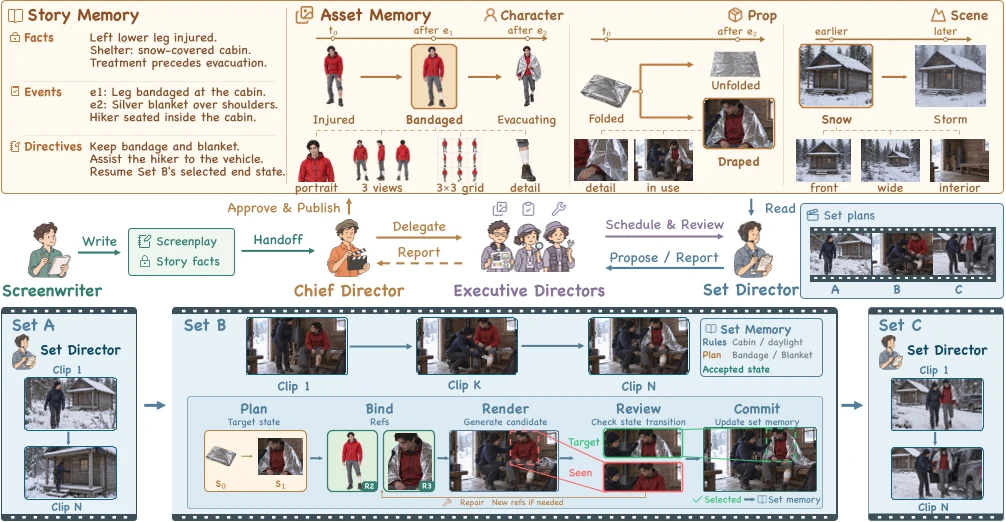 Story Memory
Facts
Left lower leg injured.
Shelter: snow-covered cabin.
Treatment precedes evacuation.
Events
e1: Leg bandaged at the cabin.
e2: Silver blanket over shoulders.
Hiker seated inside the cabin.
Directives
Keep bandage and blanket.
Assist the hiker to the vehicle.
Resume Set B's selected end state.
Asset Memory
Character
t₀ after e₁ after e₂
Injured Bandaged Evacuating
portrait 3 views 3×3 grid detail
Prop
t₀ after e₂
Folded
Unfolded
Draped
detail in use
Scene
earlier later
Snow Storm
front wide interior
Approve & Publish
Read
Write
Screenplay
Story facts
Handoff
Delegate
Report
Schedule & Review
Propose / Report
Screenwriter
Chief Director
Executive Directors
Set Director
Set plans
A B C
Set A
Set Director
Clip 1
Clip N
Set B
Clip 1
Clip K
Clip N
Set Memory
Rules Cabin / daylight
Plan Bandage / Blanket
Accepted state
Plan
Target state
S₀ S₁
Bind
Refs
R2 R3
Render
Generate candidate
Review
Check state transition
Target
Seen
Commit
Update set memory
Repair New refs if needed
Selected Set memory
Set C
Set Director
Clip 1
Clip N